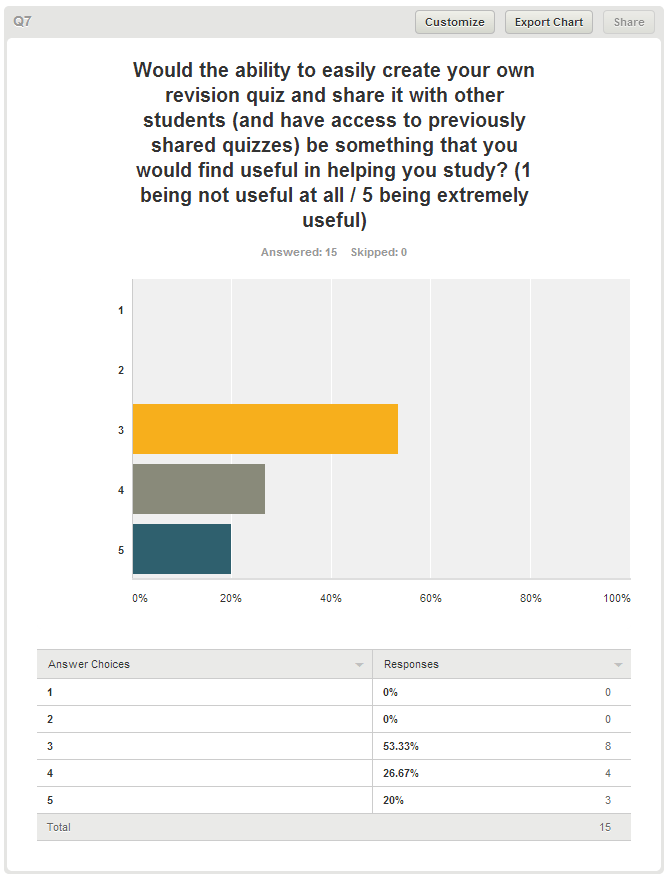 Q7
Customize
Export Chart
Share
Would the ability to easily create your own
revision quiz and share it with other
students (and have access to previously
shared quizzes) be something that you
would find useful in helping you study? (1
being not useful at all / 5 being extremely
useful)
Answered: 15 Skipped: 0
1
2
3
4
5
0% 20% 40% 60% 80% 100%
Answer Choices Responses
1 0% 0
2 0% 0
3 53.33% 8
4 26.67% 4
5 20% 3
Total 15